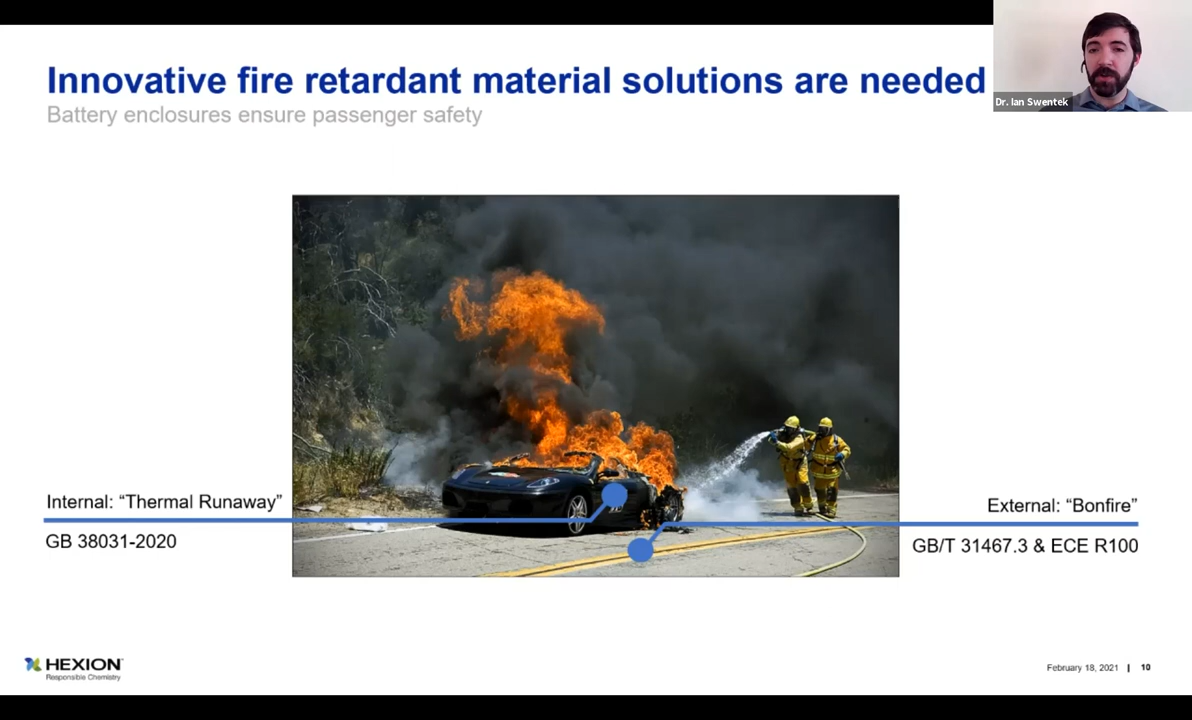 Innovative fire retardant material solutions are needed
Battery enclosures ensure passenger safety
Dr. Ian Swentek
Internal: “Thermal Runaway”
GB 38031-2020
External: “Bonfire”
GB/T 31467.3 & ECE R100
HEXION
Responsible Chemistry
February 18, 2021 | 10